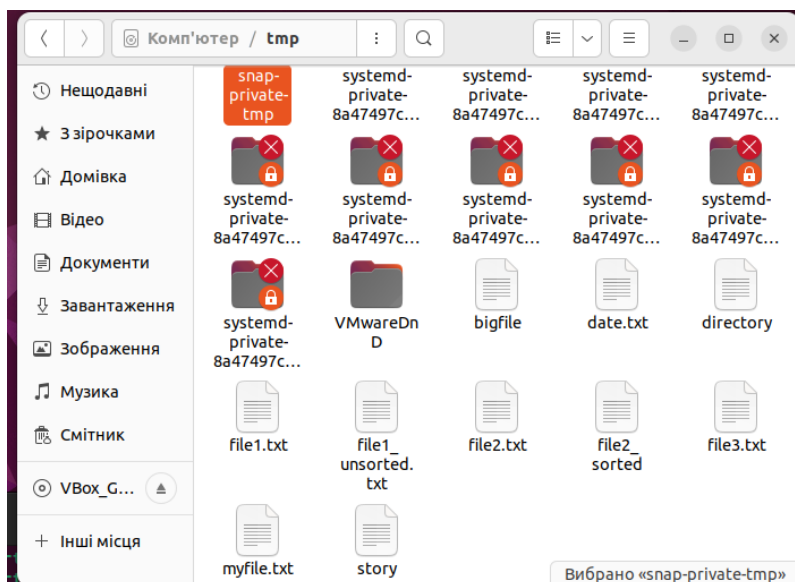 Комп'ютер / tmp
Нещодавні
З зірочками
Домівка
Відео
Документи
Завантаження
Зображення
Музика
Смітник
VBox_G...
Інші місця
snap-
private-
tmp
systemd-
private-
8a47497c...
systemd-
private-
8a47497c...
systemd-
private-
8a47497c...
systemd-
private-
8a47497c...
systemd-
private-
8a47497c...
systemd-
private-
8a47497c...
systemd-
private-
8a47497c...
systemd-
private-
8a47497c...
systemd-
private-
8a47497c...
systemd-
private-
8a47497c...
VMwareDn
D
bigfile
date.txt
directory
file1.txt
file1_
unsorted.
txt
file2.txt
file2_
sorted
file3.txt
myfile.txt
story
Вибрано «snap-private-tmp»